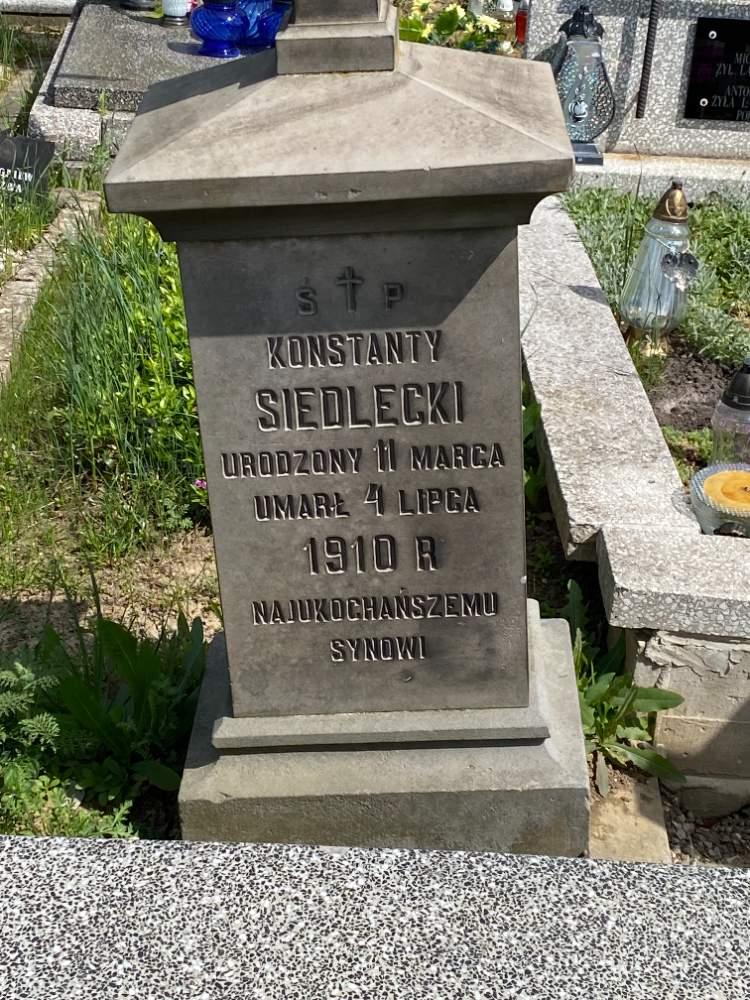 Ś † P
KONSTANTY
SIEDLECKI
URODZONY 11 MARCA
UMARŁ 4 LIPCA
1910 R
NAJUKOCHAŃSZEMU
SYNOWI